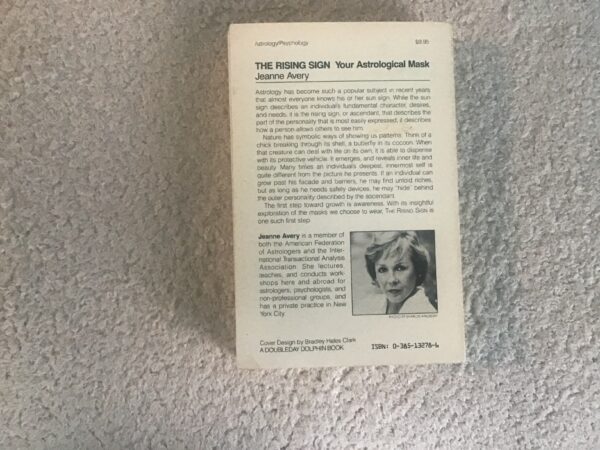 Astrology/Psychology
$9.95
THE RISING SIGN Your Astrological Mask
Jeanne Avery
Astrology has become such a popular subject in recent years
that almost everyone knows his or her sun sign. While the sun
sign describes an individual's fundamental character, desires,
and needs, it is the rising sign, or ascendant, that describes the
part of the personality that is most easily expressed; it describes
how a person allows others to see him.
Nature has symbolic ways of showing us patterns. Think of a
chick breaking through its shell, a butterfly in its cocoon. When
that creature can deal with life on its own, it is able to dispense
with its protective vehicle. It emerges, and reveals inner life and
beauty. Many times an individual's deepest, innermost self is
quite different from the picture he presents. If an individual can
grow past his facade and barriers, he may find untold riches,
but as long as he needs safety devices, he may "hide" behind
the outer personality described by the ascendant.
The first step toward growth is awareness. With its insightful
exploration of the masks we choose to wear, THE RISING SIGN is
one such first step.
Jeanne Avery is a member of
both the American Federation
of Astrologers and the Inter-
national Transactional Analysis
Association. She lectures,
teaches, and conducts work-
shops here and abroad for
astrologers, psychologists, and
non-professional groups, and
has a private practice in New
York City.
PHOTO BY
Cover Design by Bradley Hales Clark
A DOUBLEDAY DOLPHIN BOOK
ISBN: 0-385-13278-6